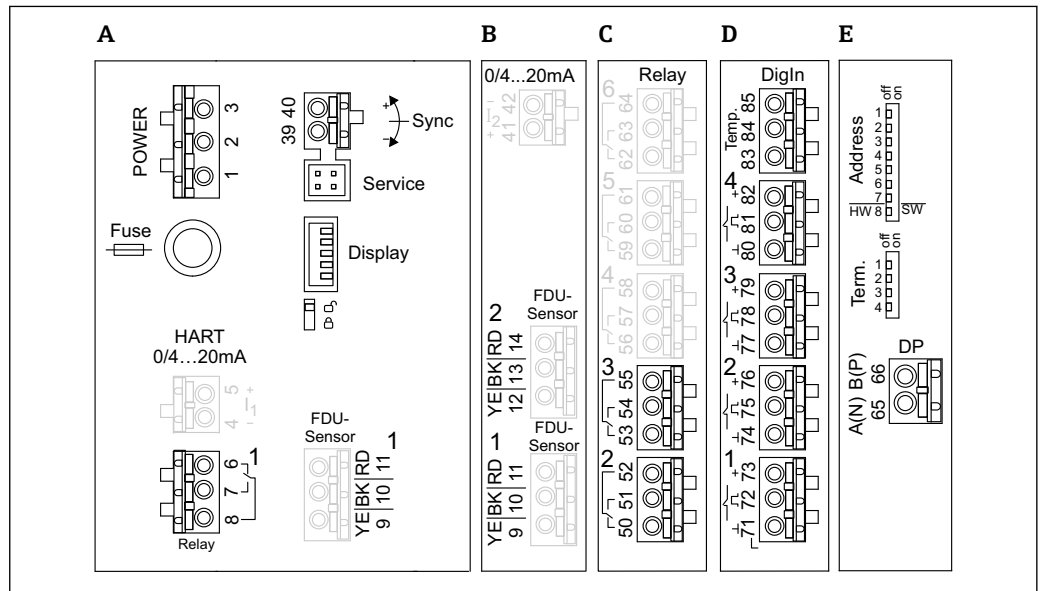 A
B
C
D
E
POWER
3
2
1
39 40
+
-
Sync
Service
Fuse
Display
HART
0/4...20mA
5 +
I1
4 -
6 1
7
8
Relay
FDU-
Sensor
1
YE|BK|RD
9 10 11
0/4...20mA
- 42
I2
+ 41
FDU-
Sensor
2
YE|BK|RD
12 13 14
FDU-
Sensor
1
YE|BK|RD
9 10 11
Relay
6
64
63
62
5
61
60
59
4
58
57
56
3
55
54
53
2
52
51
50
DigIn
Temp.
85
84
83
4
+ 82
81
80
3
+ 79
78
77
2
+ 76
75
74
1
+ 73
72
71
off
on
Address
1
2
3
4
5
6
7
HW 8 SW
off
on
Term.
1
2
3
4
DP
A(N) B(P)
65 66